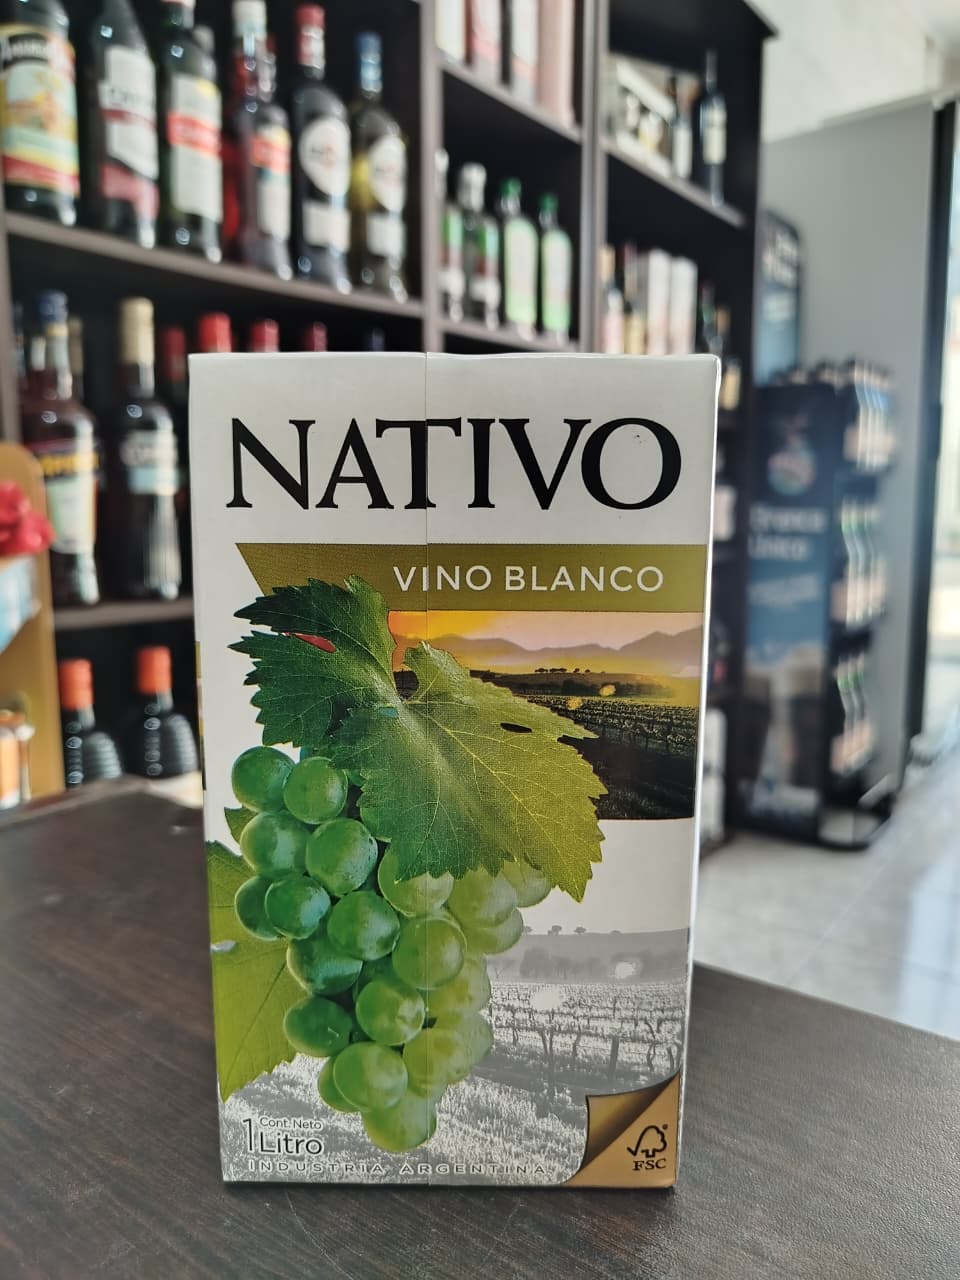 NATIVO
VINO BLANCO
1 Cont. Neto
Litro
INDUSTRIA ARGENTINA
FSC